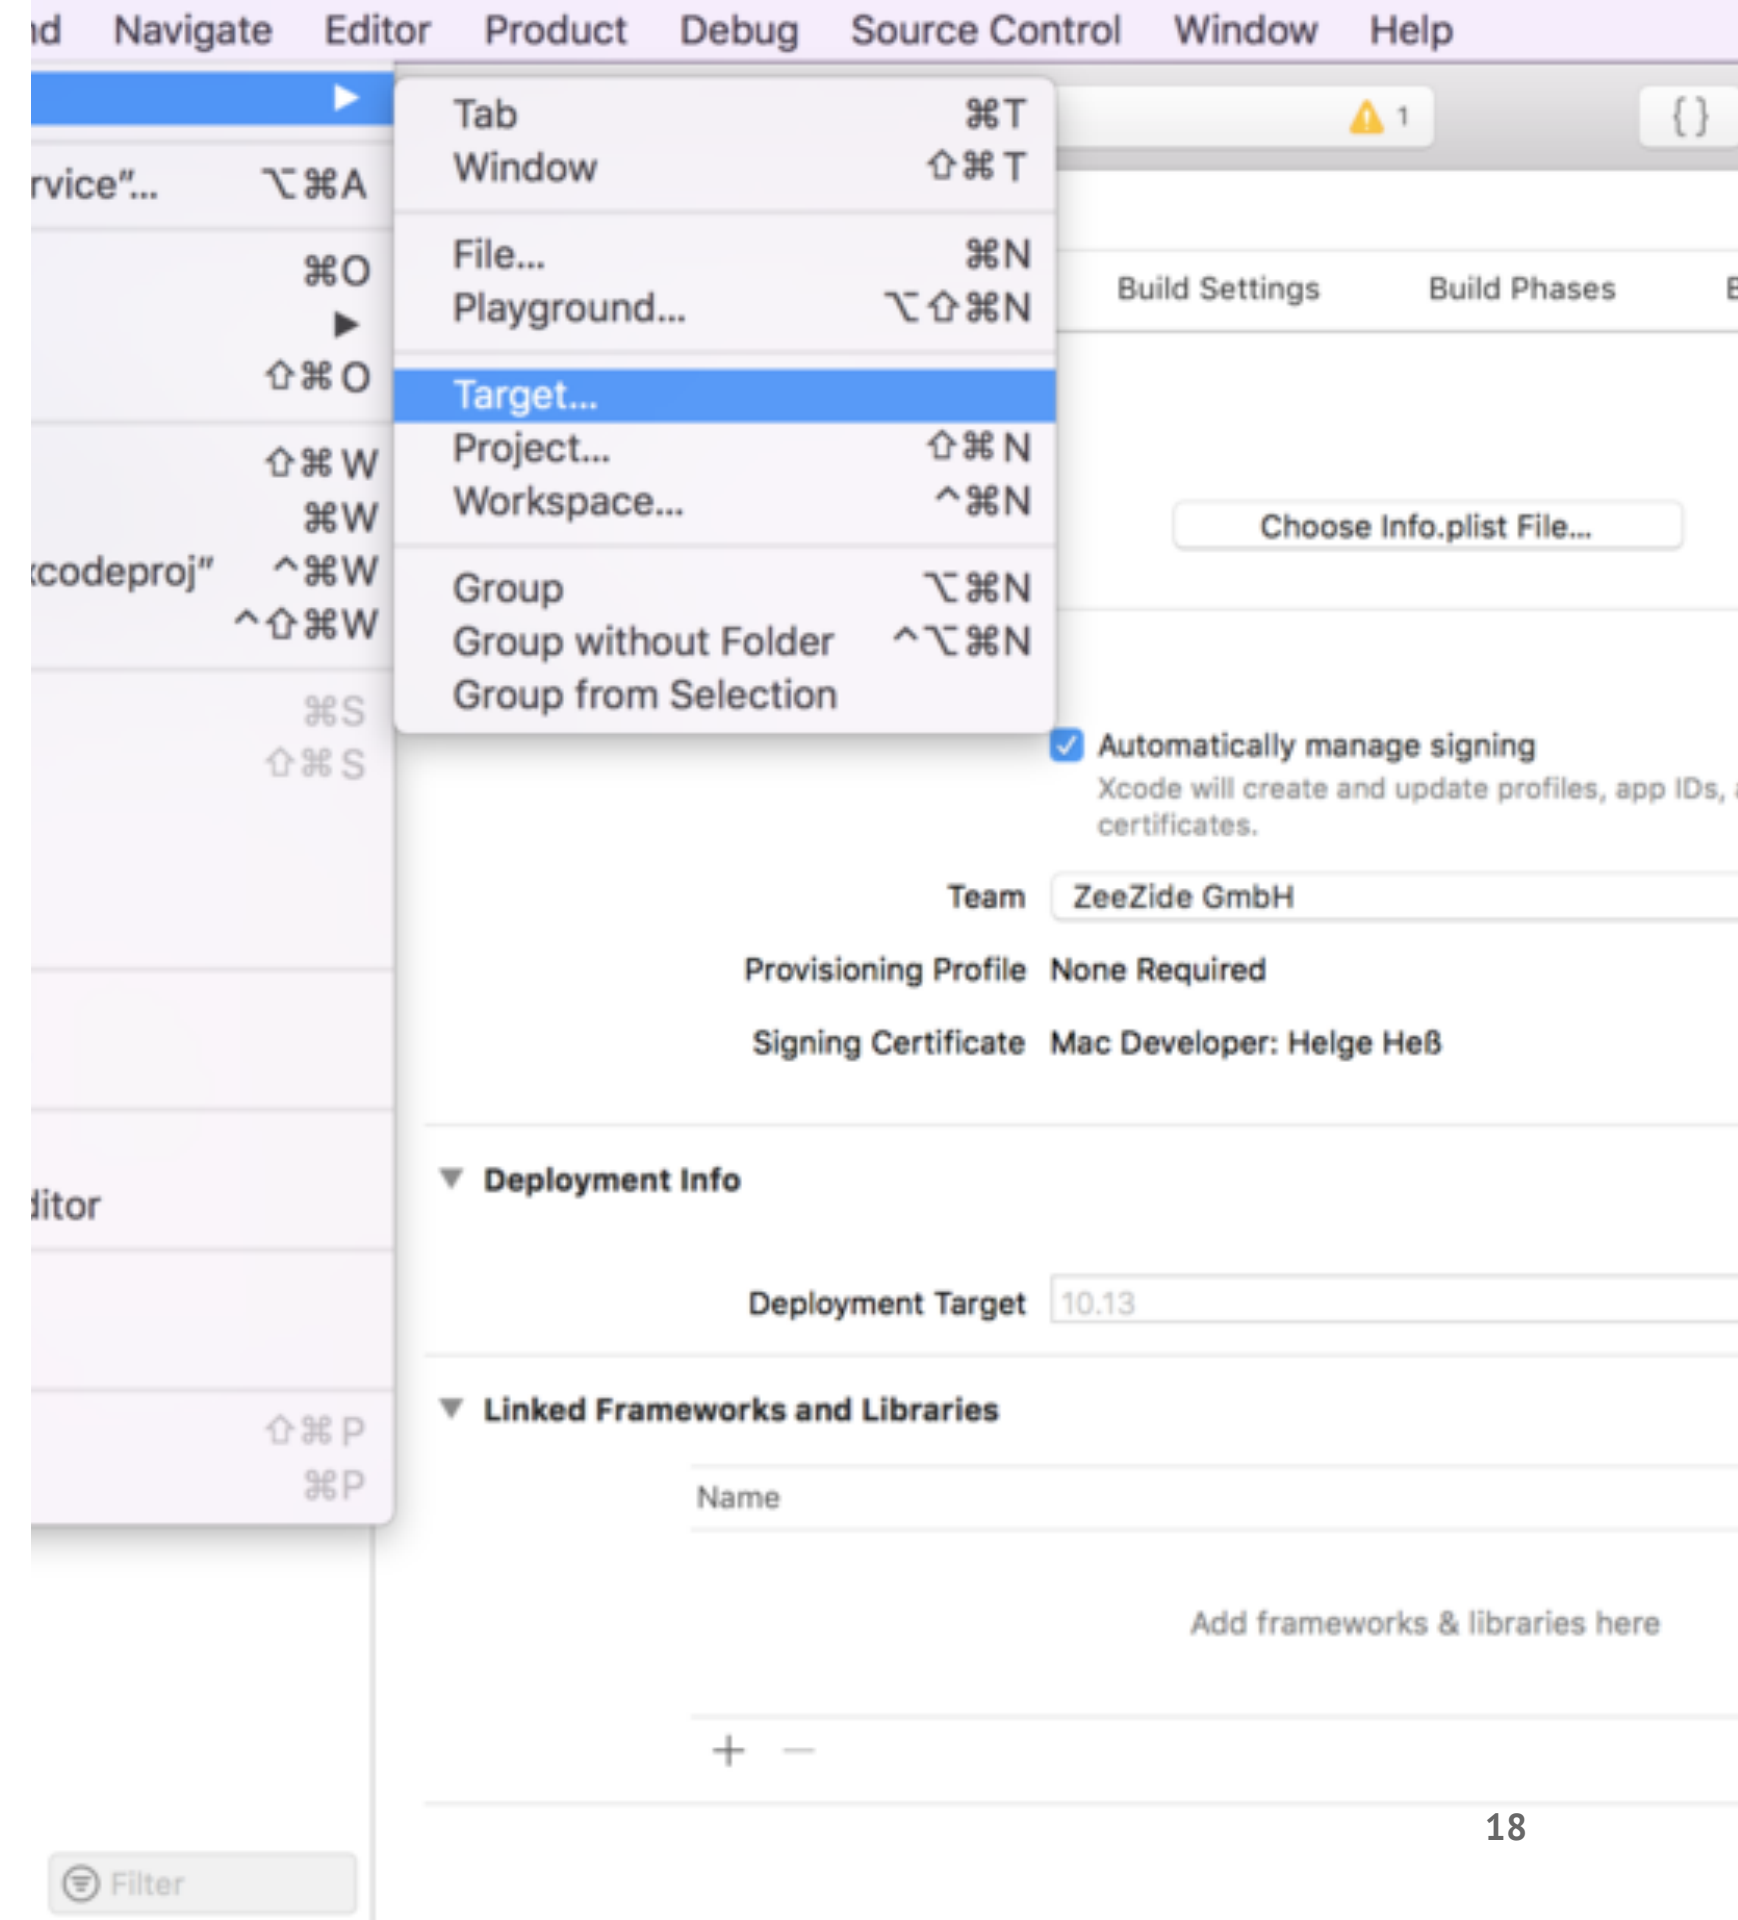 nd Navigate Editor Product Debug Source Control Window Help
Tab ⌘T
Window ⇧⌘T
File... ⌘N
Playground... ⌥⇧⌘N
Target...
Project... ⇧⌘N
Workspace... ^⌘N
Group ⌥⌘N
Group without Folder ^⌥⌘N
Group from Selection
rvice"... ⌥⌘A
⌘O
⇧⌘O
⇧⌘W
⌘W
codeproj" ^⌘W
^⇧⌘W
⌘S
⇧⌘S
ditor
⇧⌘P
⌘P
Filter
1
{ }
Build Settings Build Phases
Choose Info.plist File...
Automatically manage signing
Xcode will create and update profiles, app IDs,
certificates.
Team ZeeZide GmbH
Provisioning Profile None Required
Signing Certificate Mac Developer: Helge Heß
Deployment Info
Deployment Target 10.13
Linked Frameworks and Libraries
Name
Add frameworks & libraries here
+ −
18